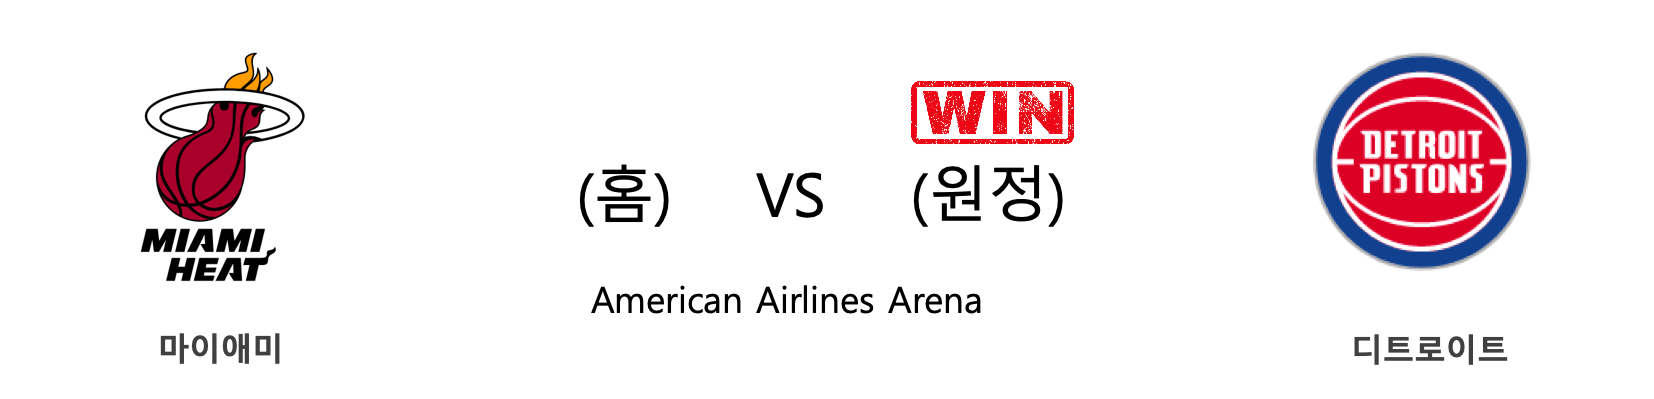 WIN
(홈) VS (원정)
American Airlines Arena
MIAMI
HEAT
마이애미
DETROIT
PISTONS
디트로이트